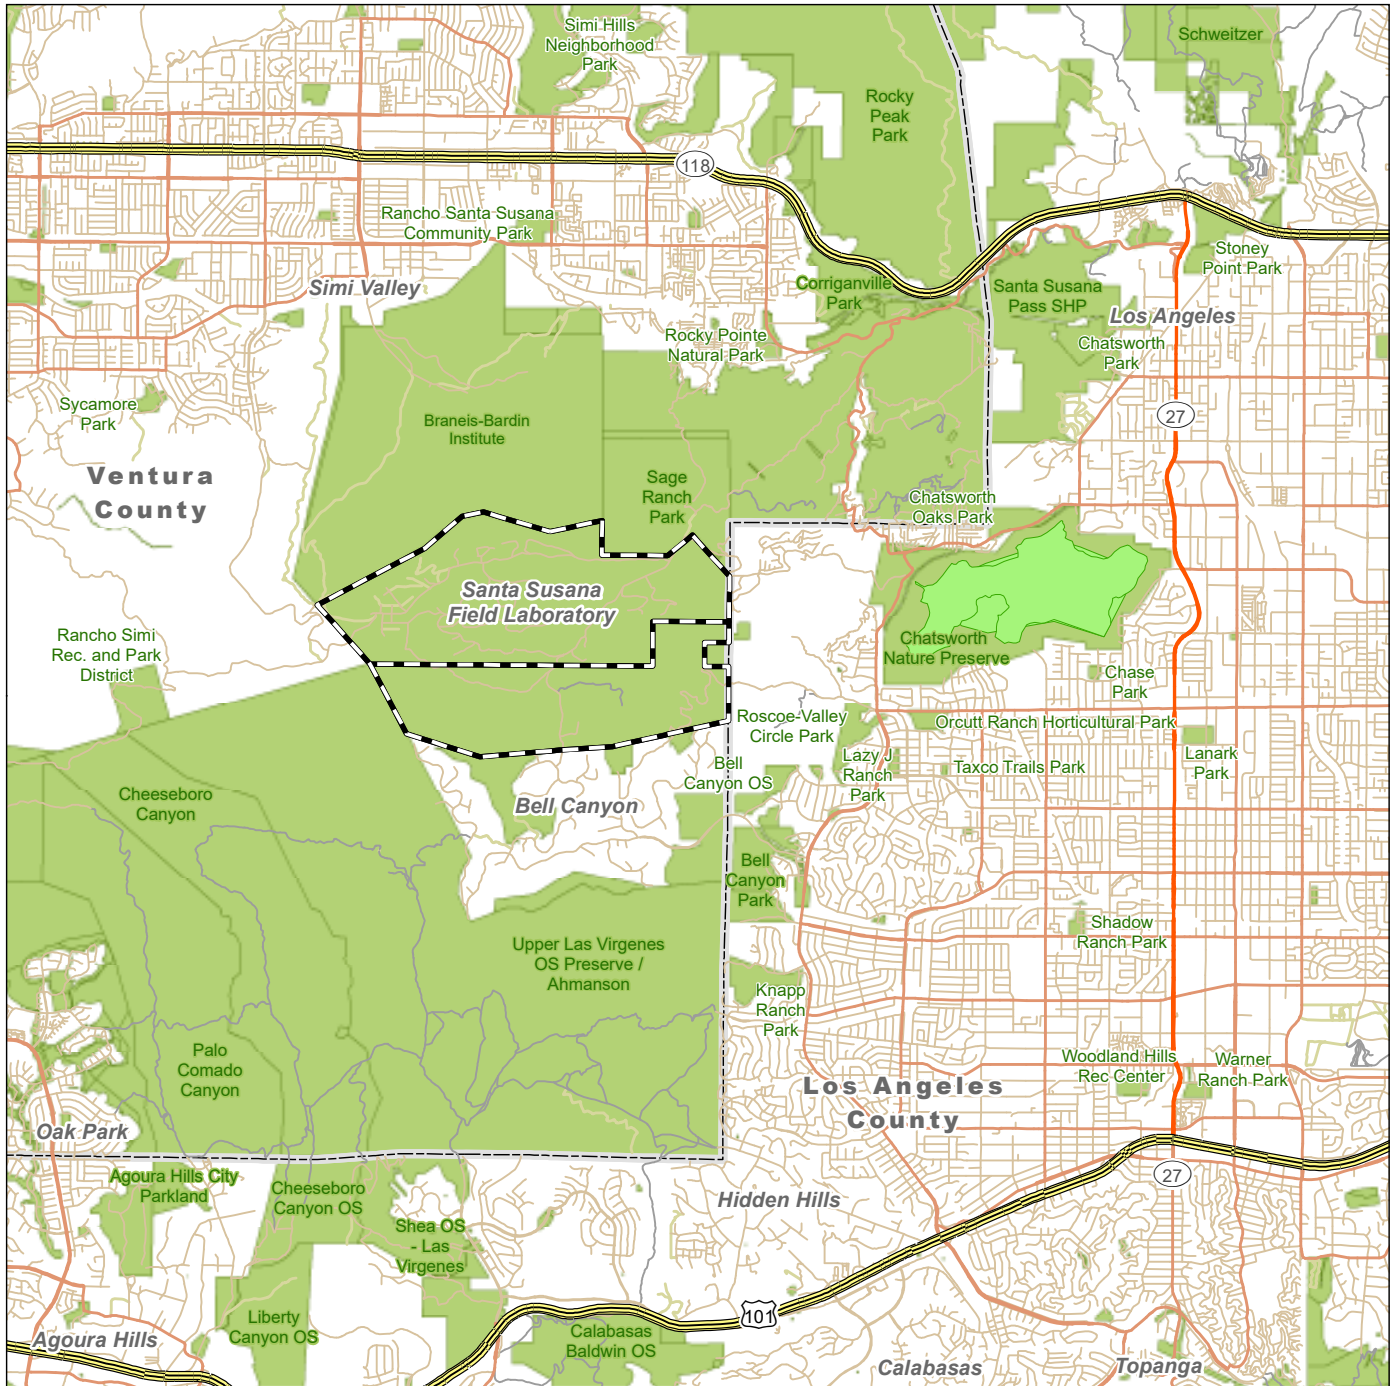 Simi Hills
Neighborhood
Park
Schweitzer
Rocky
Peak
Park
118
Rancho Santa Susana
Community Park
Simi Valley
Stoney
Point Park
Corriganville
Park
Santa Susana
Pass SHP
Los Angeles
Rocky Pointe
Natural Park
Chatsworth
Park
Sycamore
Park
Braneis-Bardin
Institute
27
Ventura
County
Sage
Ranch
Park
Chatsworth
Oaks Park
Santa Susana
Field Laboratory
Rancho Simi
Rec. and Park
District
Chatsworth
Nature Preserve
Chase
Park
Roscoe-Valley
Circle Park
Orcutt Ranch Horticultural Park
Bell
Canyon OS
Lazy J
Ranch
Park
Taxco Trails Park
Lanark
Park
Cheeseboro
Canyon
Bell Canyon
Bell
Canyon
Park
Shadow
Ranch Park
Upper Las Virgenes
OS Preserve /
Ahmanson
Knapp
Ranch
Park
Palo
Comado
Canyon
Woodland Hills
Rec Center
Warner
Ranch Park
Los Angeles
County
Oak Park
Agoura Hills City
Parkland
Cheeseboro
Canyon OS
27
Hidden Hills
Shea OS
- Las
Virgenes
Liberty
Canyon OS
101
Agoura Hills
Calabasas
Baldwin OS
Calabasas
Topanga